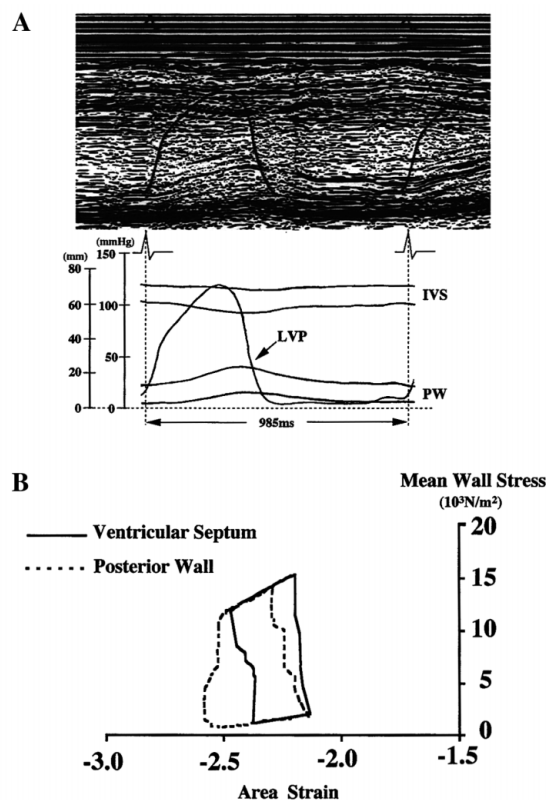 A
(mm)
(mmHg)
80
60
40
20
0
150
100
50
0
IVS
LVP
PW
985ms
B
Mean Wall Stress
(10³N/m²)
Ventricular Septum
Posterior Wall
20
15
10
5
0
-3.0 -2.5 -2.0 -1.5
Area Strain